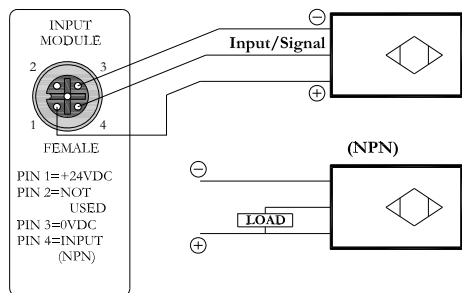 INPUT
MODULE
2 3
1 4
FEMALE
PIN 1=+24VDC
PIN 2=NOT
USED
PIN 3=0VDC
PIN 4=INPUT
(NPN)
−
Input/Signal
+
(NPN)
−
LOAD
+